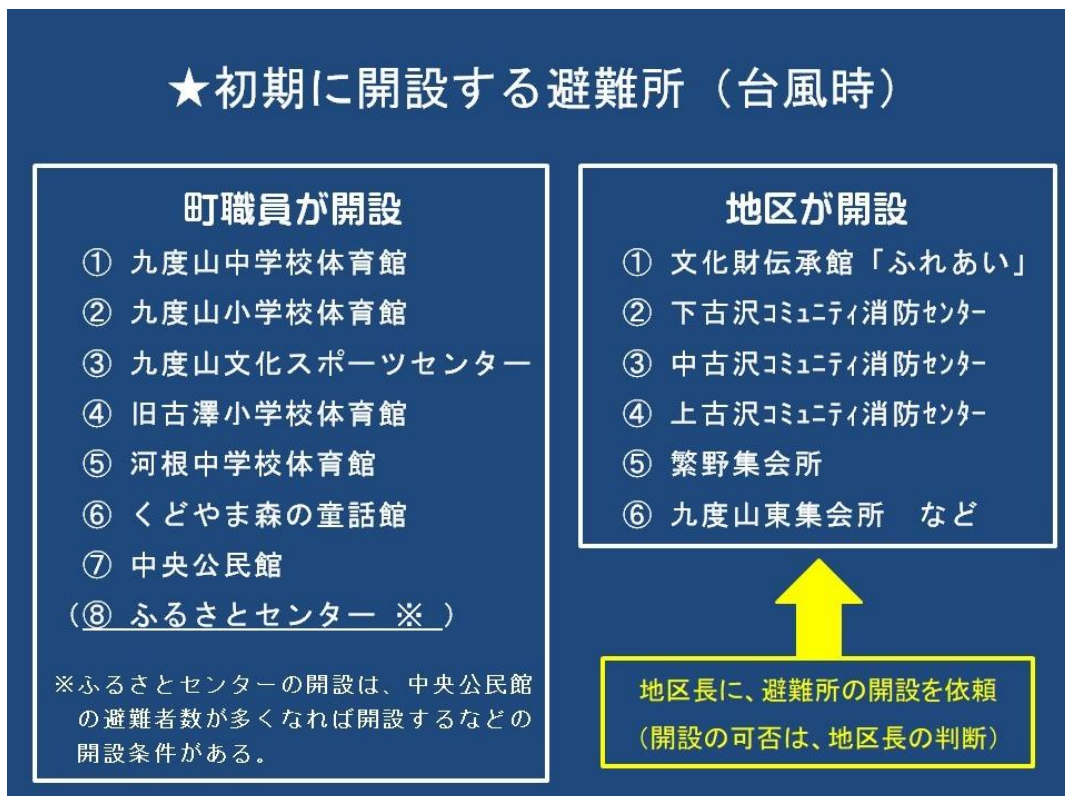 ★初期に開設する避難所（台風時）
町職員が開設
① 九度山中学校体育館
② 九度山小学校体育館
③ 九度山文化スポーツセンター
④ 旧古澤小学校体育館
⑤ 河根中学校体育館
⑥ くどやま森の童話館
⑦ 中央公民館
（⑧ ふるさとセンター ※ ）
※ふるさとセンターの開設は、中央公民館
の避難者数が多くなれば開設するなどの
開設条件がある。
地区が開設
① 文化財伝承館「ふれあい」
② 下古沢ｺﾐｭﾆﾃｨ消防ｾﾝﾀｰ
③ 中古沢ｺﾐｭﾆﾃｨ消防ｾﾝﾀｰ
④ 上古沢ｺﾐｭﾆﾃｨ消防ｾﾝﾀｰ
⑤ 繁野集会所
⑥ 九度山東集会所　など
地区長に、避難所の開設を依頼
（開設の可否は、地区長の判断）